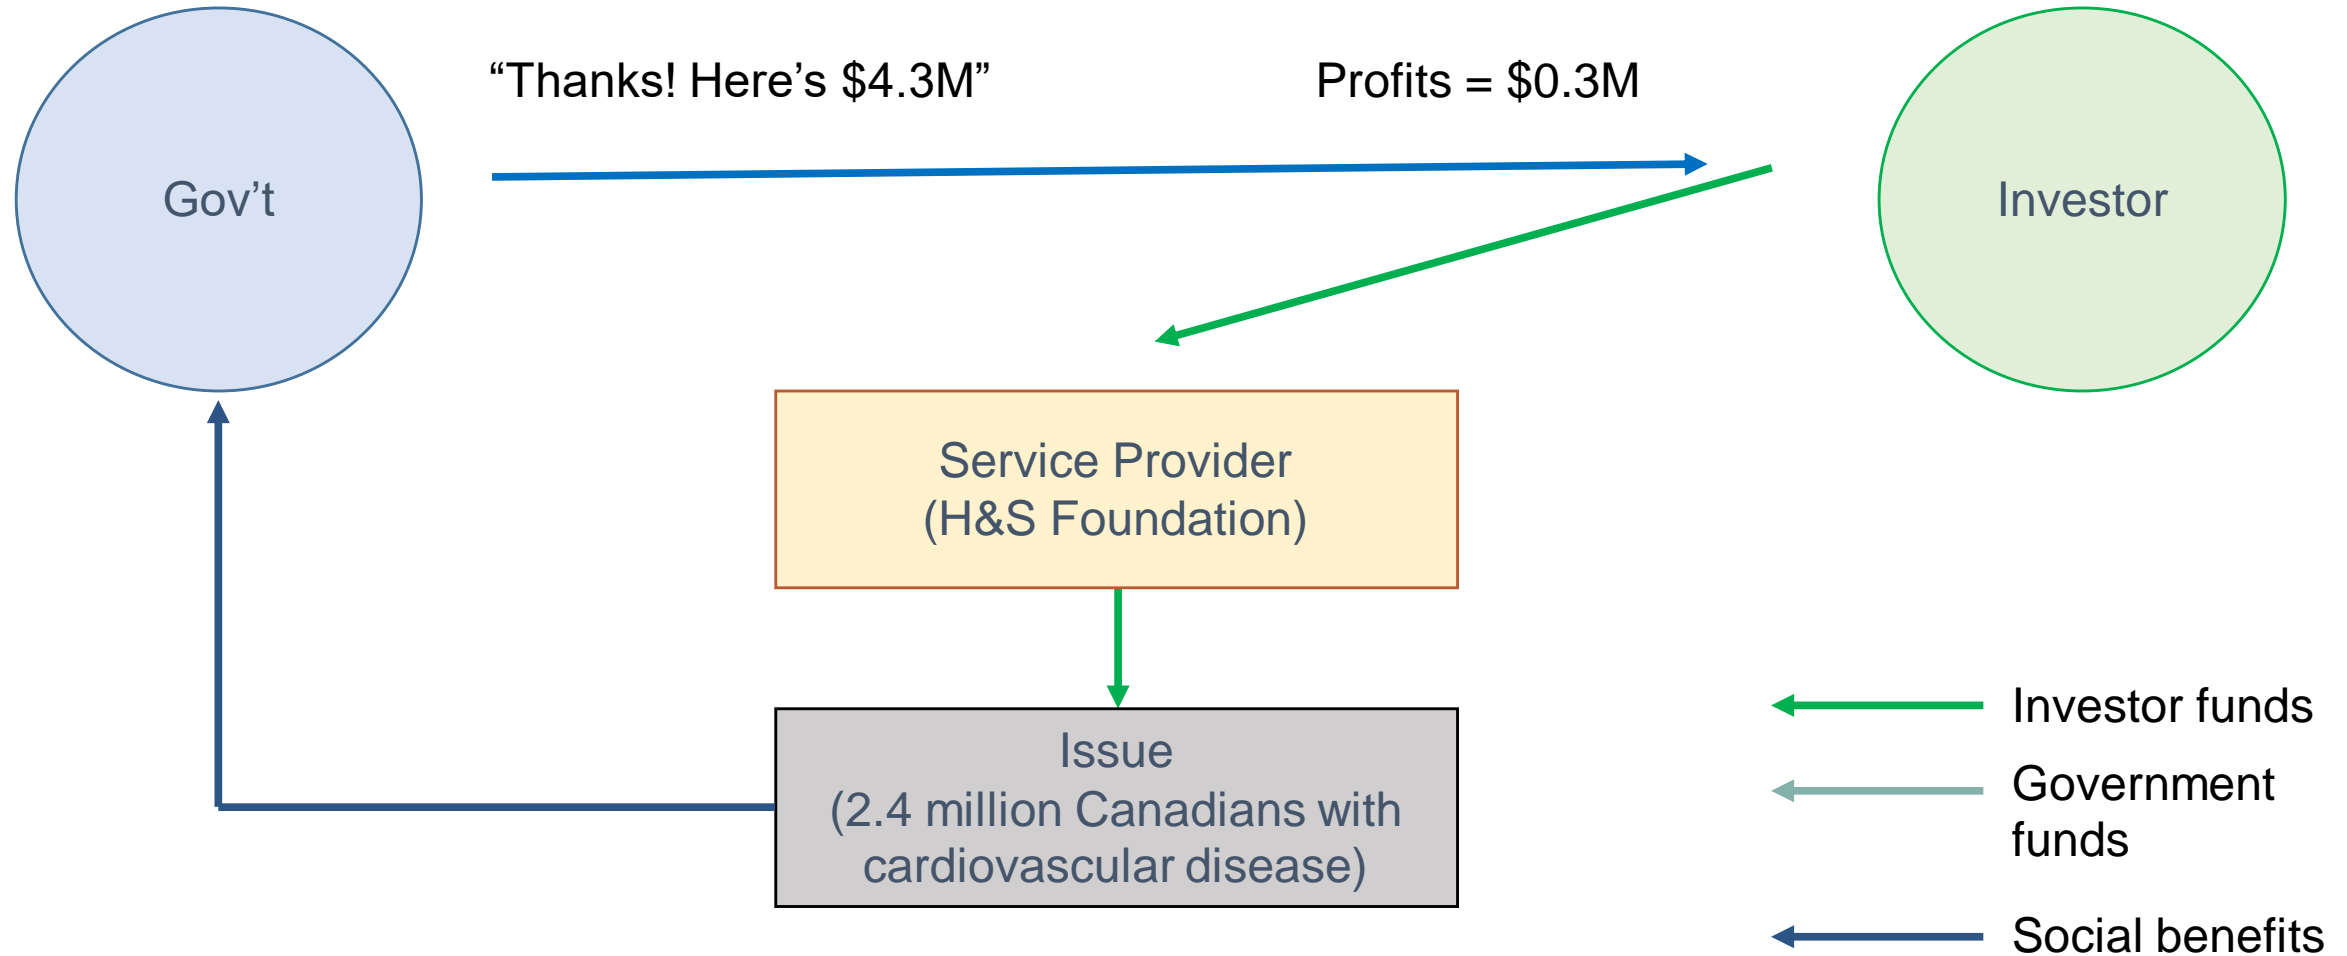 “Thanks! Here’s $4.3M”
Profits = $0.3M
Gov’t
Investor
Service Provider
(H&S Foundation)
Issue
(2.4 million Canadians with
cardiovascular disease)
Investor funds
Government
funds
Social benefits